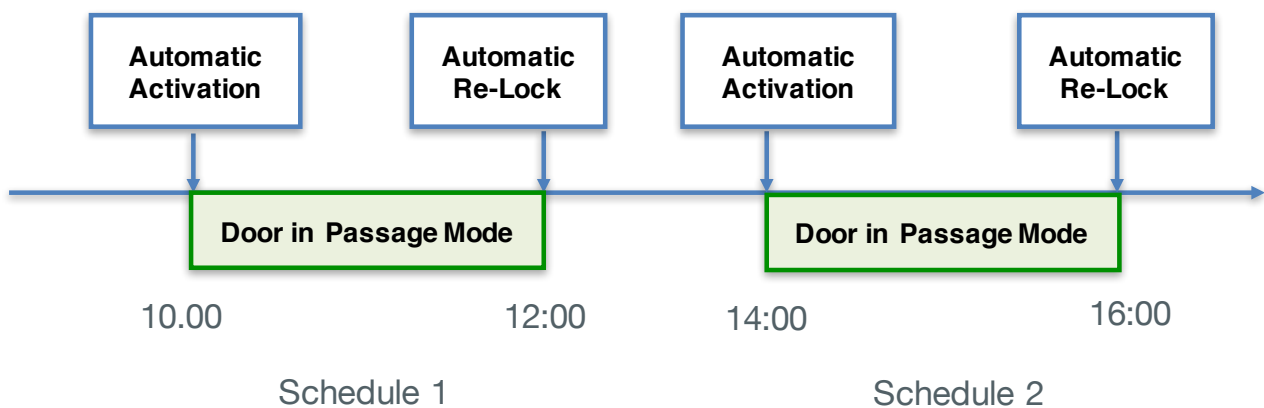 Automatic
Activation
Automatic
Re-Lock
Automatic
Activation
Automatic
Re-Lock
Door in Passage Mode
Door in Passage Mode
10.00
12:00
14:00
16:00
Schedule 1
Schedule 2